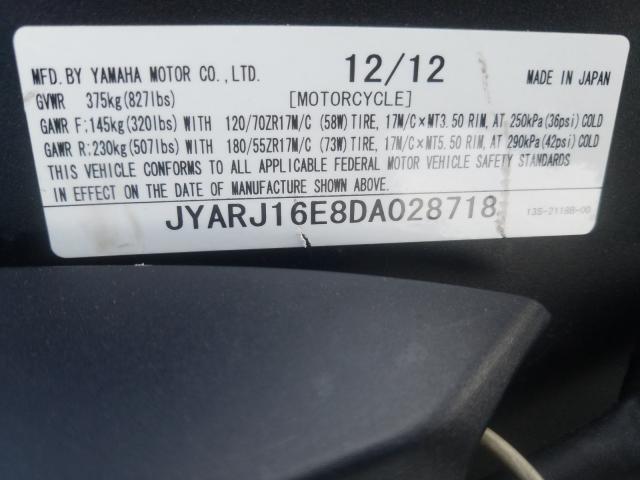 MFD. BY YAMAHA MOTOR CO., LTD. 12/12 MADE IN JAPAN
GVWR 375kg(827lbs) [MOTORCYCLE]
GAWR F:145kg(320lbs) WITH 120/70ZR17M/C (58W) TIRE, 17M/C×MT3.50 RIM, AT 250kPa(36psi) COLD
GAWR R:230kg(507lbs) WITH 180/55ZR17M/C (73W) TIRE, 17M/C×MT5.50 RIM, AT 290kPa(42psi) COLD
THIS VEHICLE CONFORMS TO ALL APPLICABLE FEDERAL MOTOR VEHICLE SAFETY STANDARDS
IN EFFECT ON THE DATE OF MANUFACTURE SHOWN ABOVE.
JYARJ16E8DA028718 13S-2118B-00